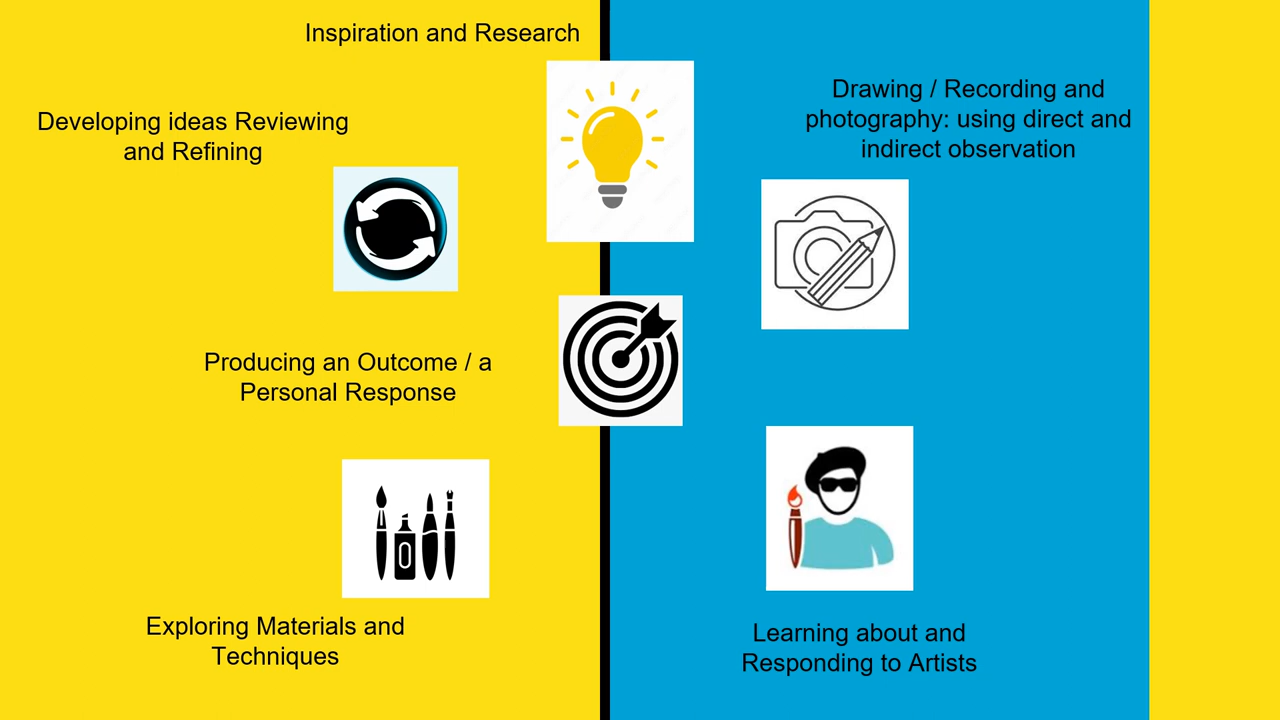 Inspiration and Research
Drawing / Recording and
photography: using direct and
indirect observation
Developing ideas Reviewing
and Refining
Producing an Outcome / a
Personal Response
Exploring Materials and
Techniques
Learning about and
Responding to Artists